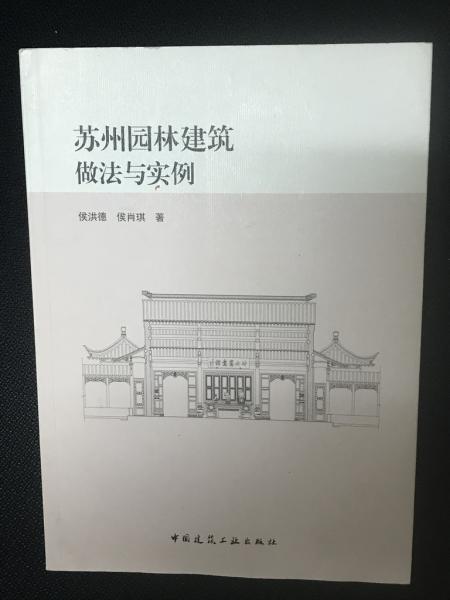 苏州园林建筑
做法与实例
侯洪德 侯肖琪 著
中国建筑工业出版社